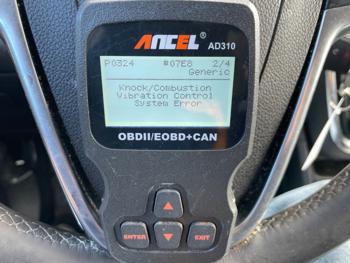 ANCEL ®
AD310
P0324 #07E8 2/4
Generic
Knock/Combustion
Vibration Control
System Error
OBDII/EOBD+CAN
ENTER EXIT